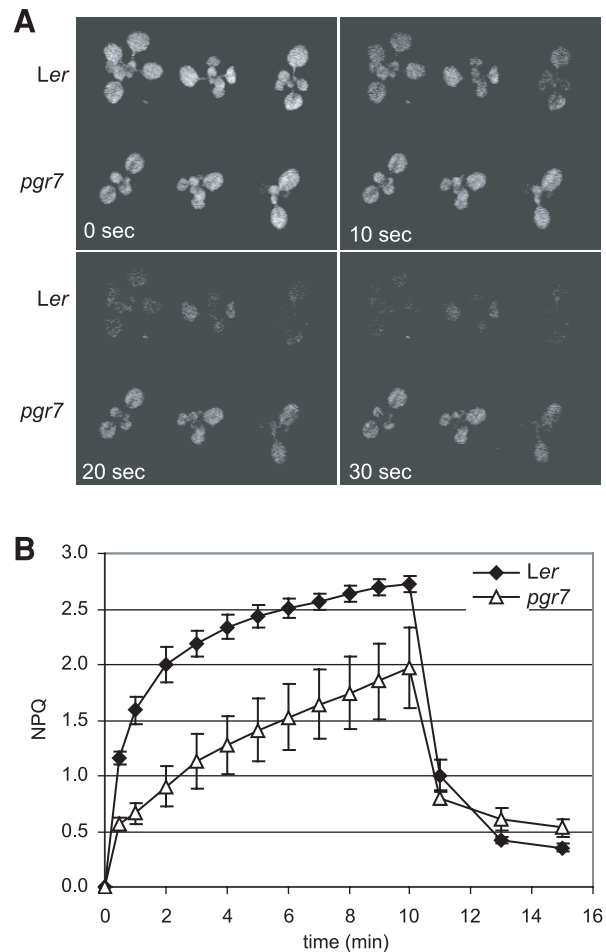 A
Ler
pgr7
0 sec
10 sec
Ler
pgr7
20 sec
30 sec
B
3.0
2.5
2.0
1.5
1.0
0.5
0.0
NPQ
Ler
pgr7
0 2 4 6 8 10 12 14 16
time (min)